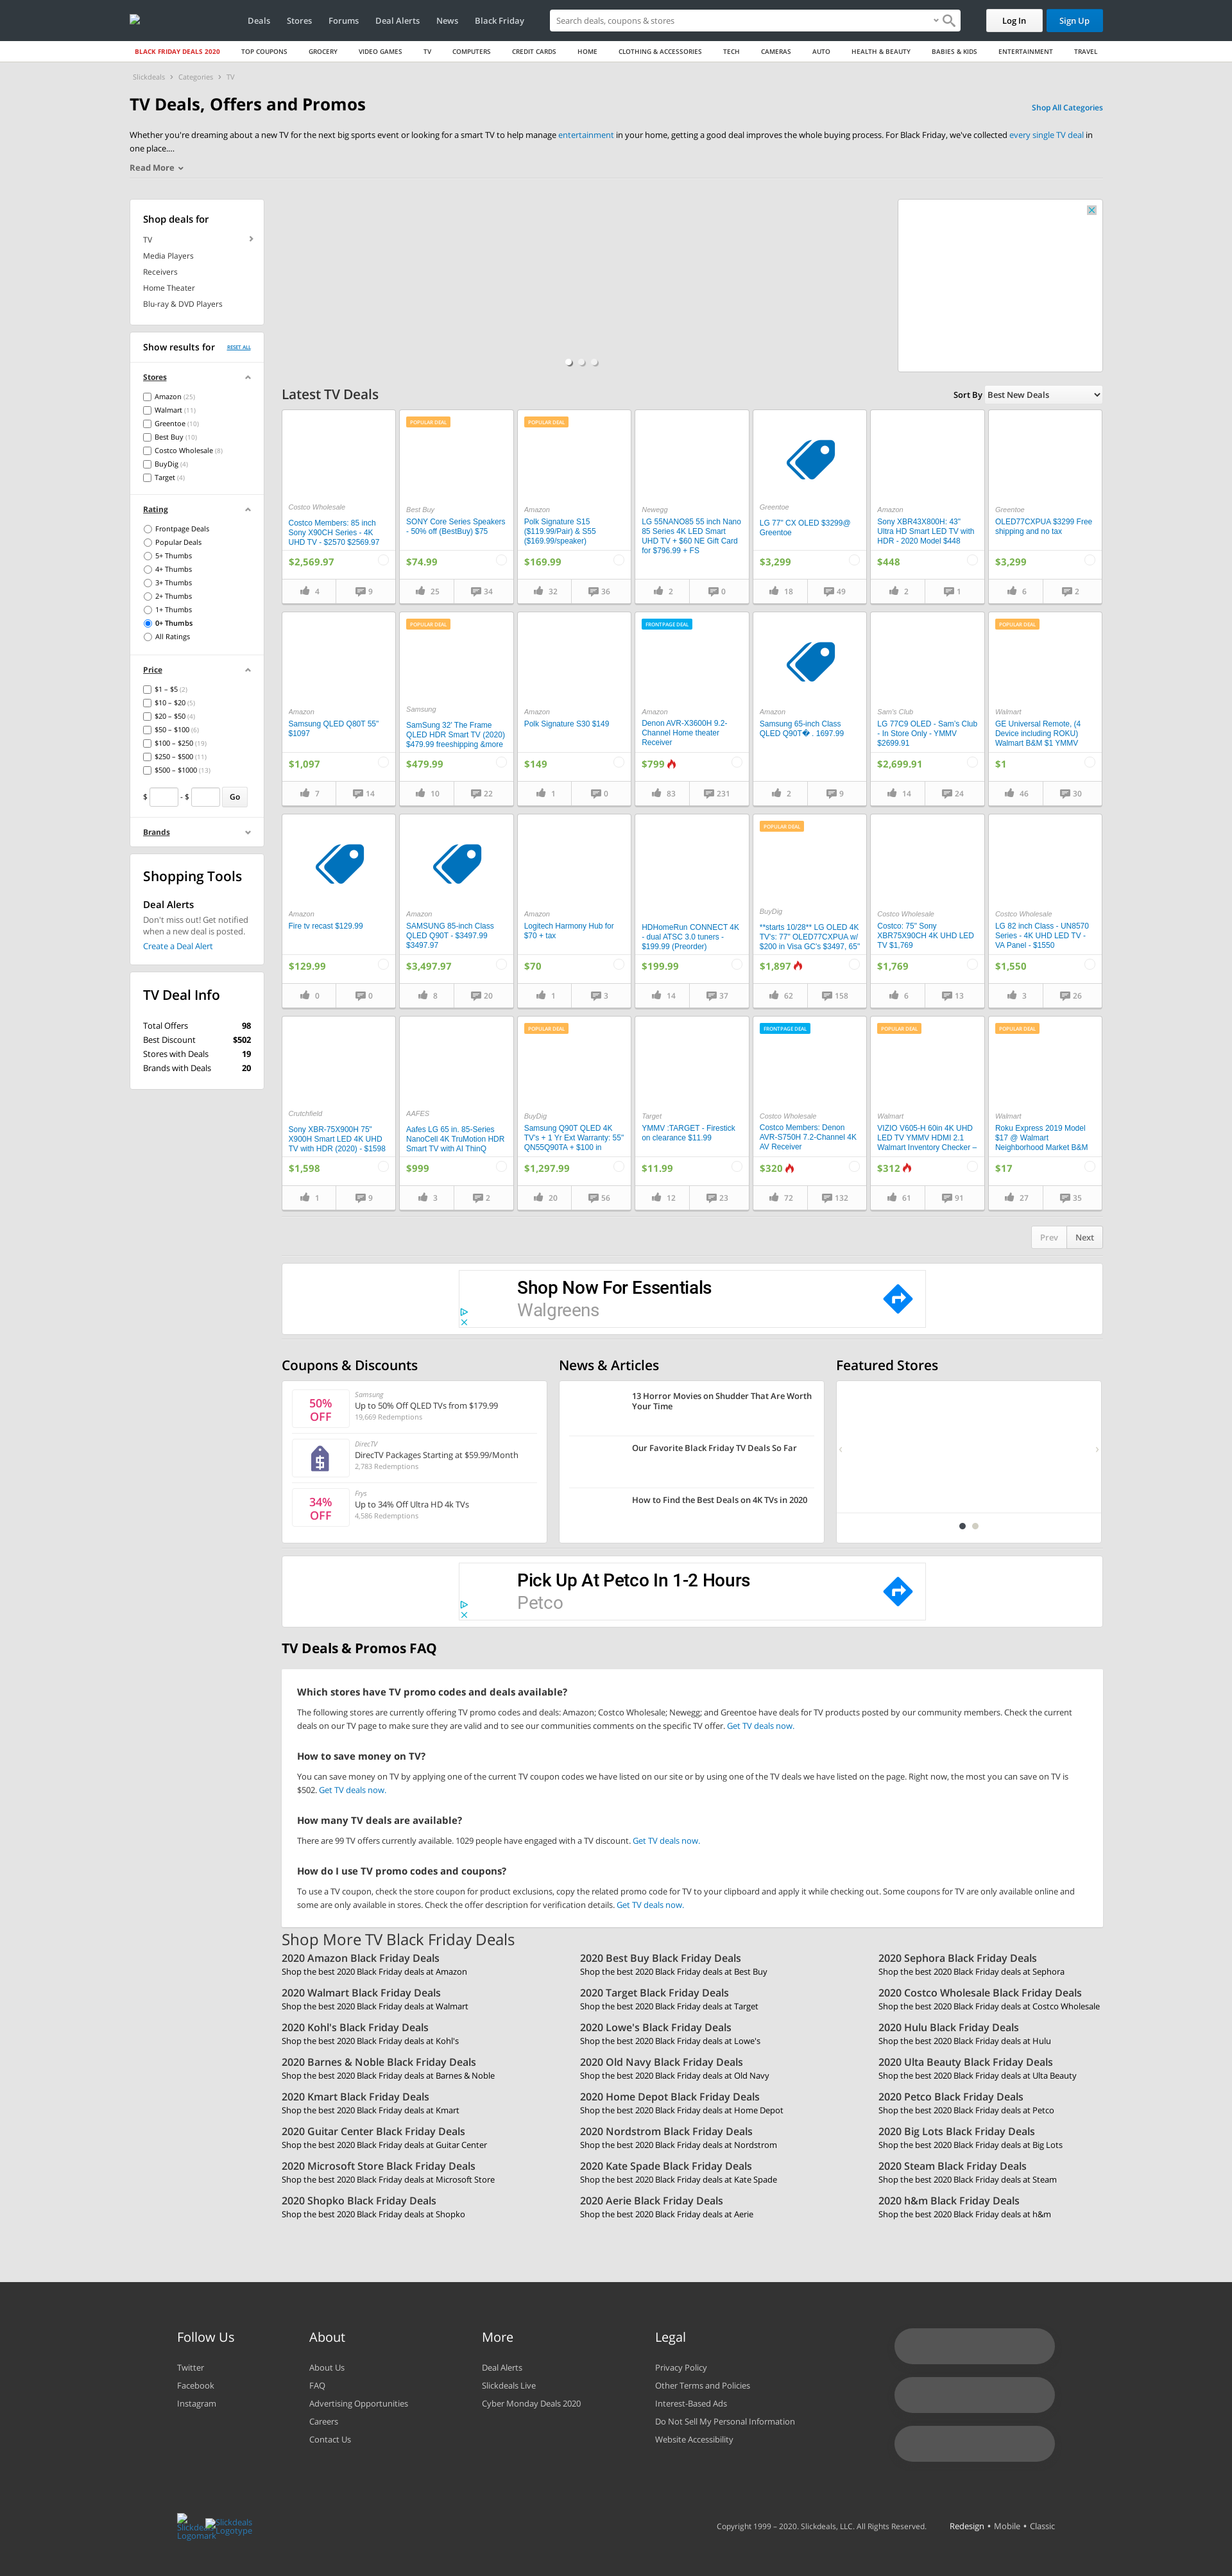 Deals Stores Forums Deal Alerts News Black Friday
Search deals, coupons & stores
Log In Sign Up
BLACK FRIDAY DEALS 2020 TOP COUPONS GROCERY VIDEO GAMES TV COMPUTERS CREDIT CARDS HOME CLOTHING & ACCESSORIES TECH CAMERAS AUTO HEALTH & BEAUTY BABIES & KIDS ENTERTAINMENT TRAVEL
Slickdeals > Categories > TV
TV Deals, Offers and Promos
Shop All Categories
Whether you're dreaming about a new TV for the next big sports event or looking for a smart TV to help manage entertainment in your home, getting a good deal improves the whole buying process. For Black Friday, we've collected every single TV deal in
one place....
Read More
Shop deals for
TV
Media Players
Receivers
Home Theater
Blu-ray & DVD Players
Show results for RESET ALL
Stores
Amazon (25)
Walmart (11)
Greentoe (10)
Best Buy (10)
Costco Wholesale (8)
BuyDig (4)
Target (4)
Rating
Frontpage Deals
Popular Deals
5+ Thumbs
4+ Thumbs
3+ Thumbs
2+ Thumbs
1+ Thumbs
0+ Thumbs
All Ratings
Price
$1 – $5 (2)
$10 – $20 (5)
$20 – $50 (4)
$50 – $100 (6)
$100 – $250 (19)
$250 – $500 (11)
$500 – $1000 (13)
$ - $ Go
Brands
Shopping Tools
Deal Alerts
Don't miss out! Get notified
when a new deal is posted.
Create a Deal Alert
TV Deal Info
Total Offers 98
Best Discount $502
Stores with Deals 19
Brands with Deals 20
Latest TV Deals
Sort By Best New Deals
Costco Wholesale
Costco Members: 85 inch
Sony X90CH Series - 4K
UHD TV - $2570 $2569.97
$2,569.97
4 9
POPULAR DEAL
Best Buy
SONY Core Series Speakers
- 50% off (BestBuy) $75
$74.99
25 34
POPULAR DEAL
Amazon
Polk Signature S15
($119.99/Pair) & S55
($169.99/speaker)
$169.99
32 36
Newegg
LG 55NANO85 55 inch Nano
85 Series 4K LED Smart
UHD TV + $60 NE Gift Card
for $796.99 + FS
2 0
Greentoe
LG 77" CX OLED $3299@
Greentoe
$3,299
18 49
Amazon
Sony XBR43X800H: 43"
Ultra HD Smart LED TV with
HDR - 2020 Model $448
$448
2 1
Greentoe
OLED77CXPUA $3299 Free
shipping and no tax
$3,299
6 2
Amazon
Samsung QLED Q80T 55"
$1097
$1,097
7 14
POPULAR DEAL
Samsung
SamSung 32' The Frame
QLED HDR Smart TV (2020)
$479.99 freeshipping &more
$479.99
10 22
Amazon
Polk Signature S30 $149
$149
1 0
FRONTPAGE DEAL
Amazon
Denon AVR-X3600H 9.2-
Channel Home theater
Receiver
$799
83 231
Amazon
Samsung 65-inch Class
QLED Q90T� . 1697.99
2 9
Sam's Club
LG 77C9 OLED - Sam's Club
- In Store Only - YMMV
$2699.91
$2,699.91
14 24
POPULAR DEAL
Walmart
GE Universal Remote, (4
Device including ROKU)
Walmart B&M $1 YMMV
$1
46 30
Amazon
Fire tv recast $129.99
$129.99
0 0
Amazon
SAMSUNG 85-inch Class
QLED Q90T - $3497.99
$3497.97
$3,497.97
8 20
Amazon
Logitech Harmony Hub for
$70 + tax
$70
1 3
HDHomeRun CONNECT 4K
- dual ATSC 3.0 tuners -
$199.99 (Preorder)
$199.99
14 37
POPULAR DEAL
BuyDig
**starts 10/28** LG OLED 4K
TV's: 77" OLED77CXPUA w/
$200 in Visa GC's $3497, 65"
$1,897
62 158
Costco Wholesale
Costco: 75" Sony
XBR75X90CH 4K UHD LED
TV $1,769
$1,769
6 13
Costco Wholesale
LG 82 inch Class - UN8570
Series - 4K UHD LED TV -
VA Panel - $1550
$1,550
3 26
Crutchfield
Sony XBR-75X900H 75"
X900H Smart LED 4K UHD
TV with HDR (2020) - $1598
$1,598
1 9
AAFES
Aafes LG 65 in. 85-Series
NanoCell 4K TruMotion HDR
Smart TV with AI ThinQ
$999
3 2
POPULAR DEAL
BuyDig
Samsung Q90T QLED 4K
TV's + 1 Yr Ext Warranty: 55"
QN55Q90TA + $100 in
$1,297.99
20 56
Target
YMMV :TARGET - Firestick
on clearance $11.99
$11.99
12 23
FRONTPAGE DEAL
Costco Wholesale
Costco Members: Denon
AVR-S750H 7.2-Channel 4K
AV Receiver
$320
72 132
POPULAR DEAL
Walmart
VIZIO V605-H 60in 4K UHD
LED TV YMMV HDMI 2.1
Walmart Inventory Checker –
$312
61 91
POPULAR DEAL
Walmart
Roku Express 2019 Model
$17 @ Walmart
Neighborhood Market B&M
$17
27 35
Prev Next
Shop Now For Essentials
Walgreens
Coupons & Discounts
50%
OFF
Samsung
Up to 50% Off QLED TVs from $179.99
19,669 Redemptions
DirecTV
DirecTV Packages Starting at $59.99/Month
2,783 Redemptions
34%
OFF
Frys
Up to 34% Off Ultra HD 4k TVs
4,586 Redemptions
News & Articles
13 Horror Movies on Shudder That Are Worth
Your Time
Our Favorite Black Friday TV Deals So Far
How to Find the Best Deals on 4K TVs in 2020
Featured Stores
Pick Up At Petco In 1-2 Hours
Petco
TV Deals & Promos FAQ
Which stores have TV promo codes and deals available?
The following stores are currently offering TV promo codes and deals: Amazon; Costco Wholesale; Newegg; and Greentoe have deals for TV products posted by our community members. Check the current
deals on our TV page to make sure they are valid and to see our communities comments on the specific TV offer. Get TV deals now.
How to save money on TV?
You can save money on TV by applying one of the current TV coupon codes we have listed on our site or by using one of the TV deals we have listed on the page. Right now, the most you can save on TV is
$502. Get TV deals now.
How many TV deals are available?
There are 99 TV offers currently available. 1029 people have engaged with a TV discount. Get TV deals now.
How do I use TV promo codes and coupons?
To use a TV coupon, check the store coupon for product exclusions, copy the related promo code for TV to your clipboard and apply it while checking out. Some coupons for TV are only available online and
some are only available in stores. Check the offer description for verification details. Get TV deals now.
Shop More TV Black Friday Deals
2020 Amazon Black Friday Deals
Shop the best 2020 Black Friday deals at Amazon
2020 Best Buy Black Friday Deals
Shop the best 2020 Black Friday deals at Best Buy
2020 Sephora Black Friday Deals
Shop the best 2020 Black Friday deals at Sephora
2020 Walmart Black Friday Deals
Shop the best 2020 Black Friday deals at Walmart
2020 Target Black Friday Deals
Shop the best 2020 Black Friday deals at Target
2020 Costco Wholesale Black Friday Deals
Shop the best 2020 Black Friday deals at Costco Wholesale
2020 Kohl's Black Friday Deals
Shop the best 2020 Black Friday deals at Kohl's
2020 Lowe's Black Friday Deals
Shop the best 2020 Black Friday deals at Lowe's
2020 Hulu Black Friday Deals
Shop the best 2020 Black Friday deals at Hulu
2020 Barnes & Noble Black Friday Deals
Shop the best 2020 Black Friday deals at Barnes & Noble
2020 Old Navy Black Friday Deals
Shop the best 2020 Black Friday deals at Old Navy
2020 Ulta Beauty Black Friday Deals
Shop the best 2020 Black Friday deals at Ulta Beauty
2020 Kmart Black Friday Deals
Shop the best 2020 Black Friday deals at Kmart
2020 Home Depot Black Friday Deals
Shop the best 2020 Black Friday deals at Home Depot
2020 Petco Black Friday Deals
Shop the best 2020 Black Friday deals at Petco
2020 Guitar Center Black Friday Deals
Shop the best 2020 Black Friday deals at Guitar Center
2020 Nordstrom Black Friday Deals
Shop the best 2020 Black Friday deals at Nordstrom
2020 Big Lots Black Friday Deals
Shop the best 2020 Black Friday deals at Big Lots
2020 Microsoft Store Black Friday Deals
Shop the best 2020 Black Friday deals at Microsoft Store
2020 Kate Spade Black Friday Deals
Shop the best 2020 Black Friday deals at Kate Spade
2020 Steam Black Friday Deals
Shop the best 2020 Black Friday deals at Steam
2020 Shopko Black Friday Deals
Shop the best 2020 Black Friday deals at Shopko
2020 Aerie Black Friday Deals
Shop the best 2020 Black Friday deals at Aerie
2020 h&m Black Friday Deals
Shop the best 2020 Black Friday deals at h&m
Follow Us
Twitter
Facebook
Instagram
About
About Us
FAQ
Advertising Opportunities
Careers
Contact Us
More
Deal Alerts
Slickdeals Live
Cyber Monday Deals 2020
Legal
Privacy Policy
Other Terms and Policies
Interest-Based Ads
Do Not Sell My Personal Information
Website Accessibility
Slickdeals
Logomark
Slickdeals
Logotype
Copyright 1999 – 2020. Slickdeals, LLC. All Rights Reserved. Redesign • Mobile • Classic